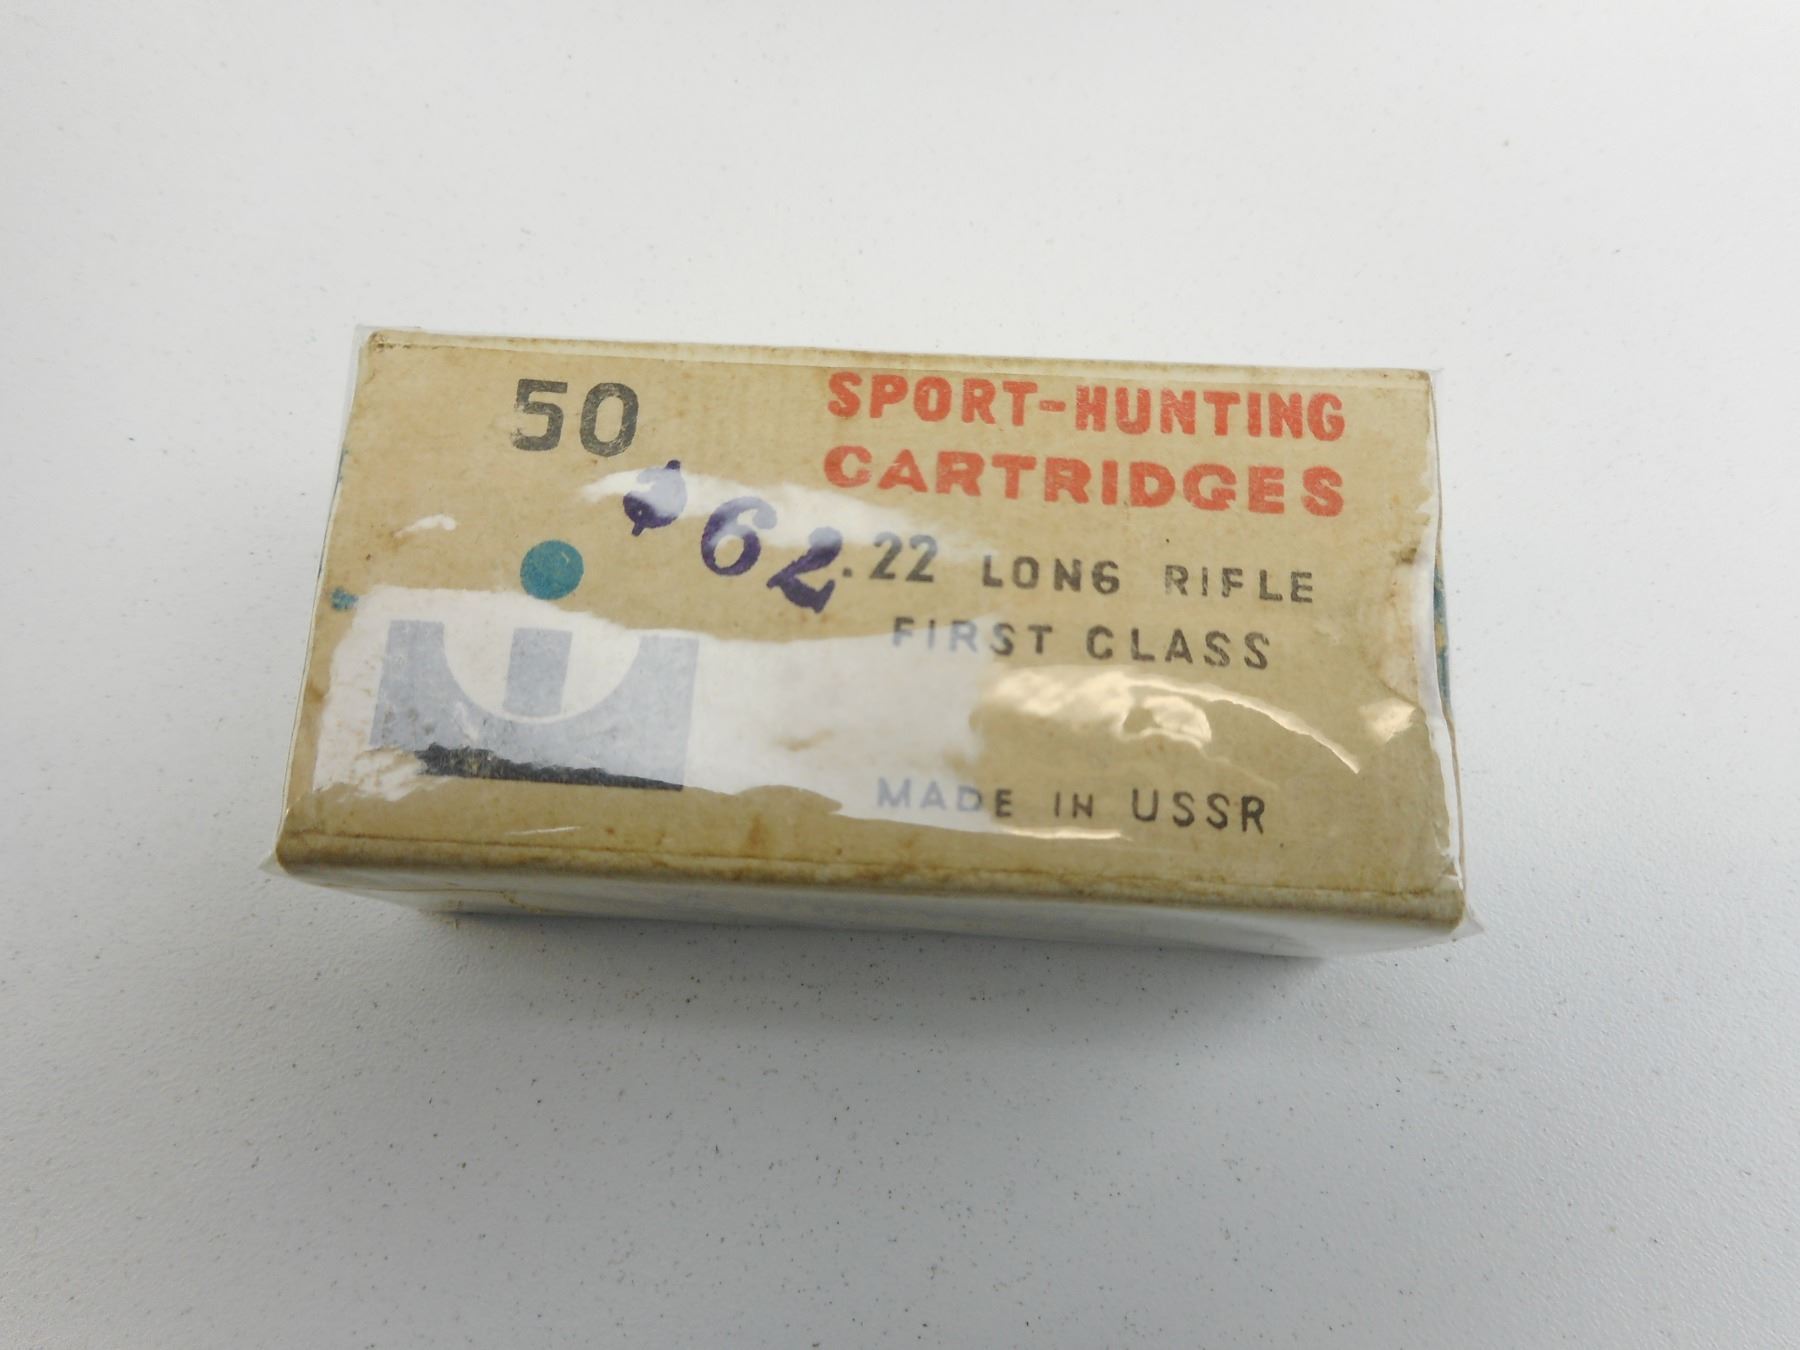 50
SPORT-HUNTING
CARTRIDGES
$62
.22 LONG RIFLE
FIRST CLASS
MADE IN USSR